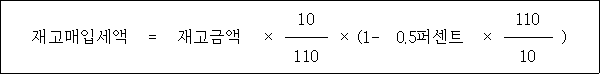 재고매입세액 = 재고금액 × 10/110 × (1- 0.5퍼센트 × 110/10 )